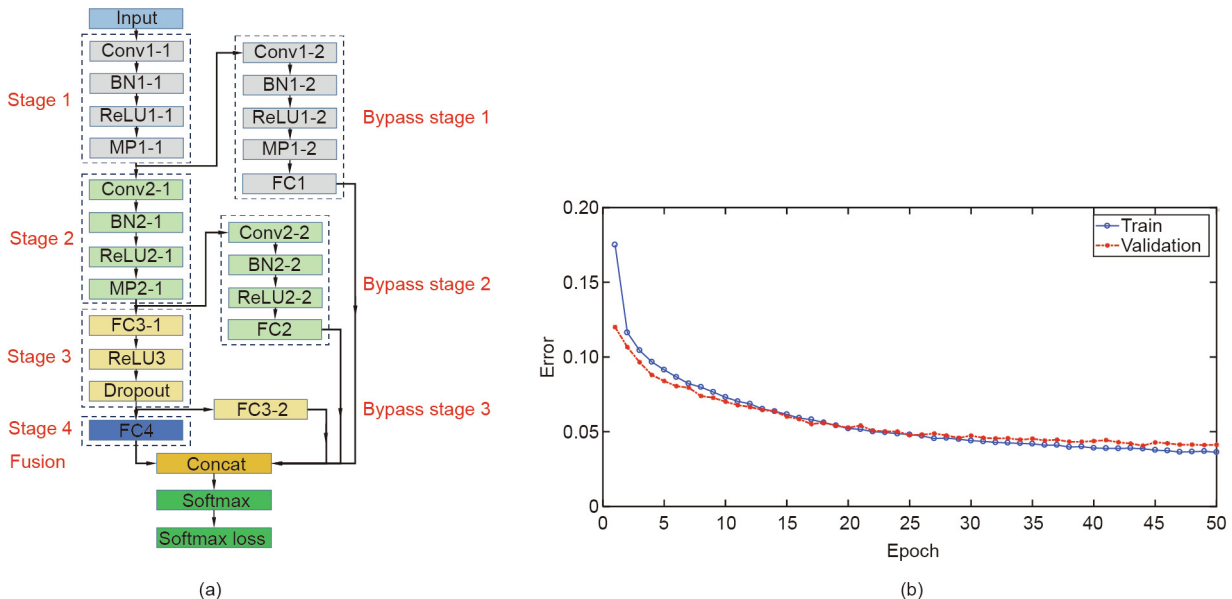 Input
Stage 1
Conv1-1
BN1-1
ReLU1-1
MP1-1
Conv1-2
BN1-2
ReLU1-2
MP1-2
FC1
Bypass stage 1
Stage 2
Conv2-1
BN2-1
ReLU2-1
MP2-1
Conv2-2
BN2-2
ReLU2-2
FC2
Bypass stage 2
Stage 3
FC3-1
ReLU3
Dropout
FC3-2
Bypass stage 3
Stage 4
FC4
Fusion
Concat
Softmax
Softmax loss
(a)
Error
0.20
0.15
0.10
0.05
0
Train
Validation
0 5 10 15 20 25 30 35 40 45 50
Epoch
(b)